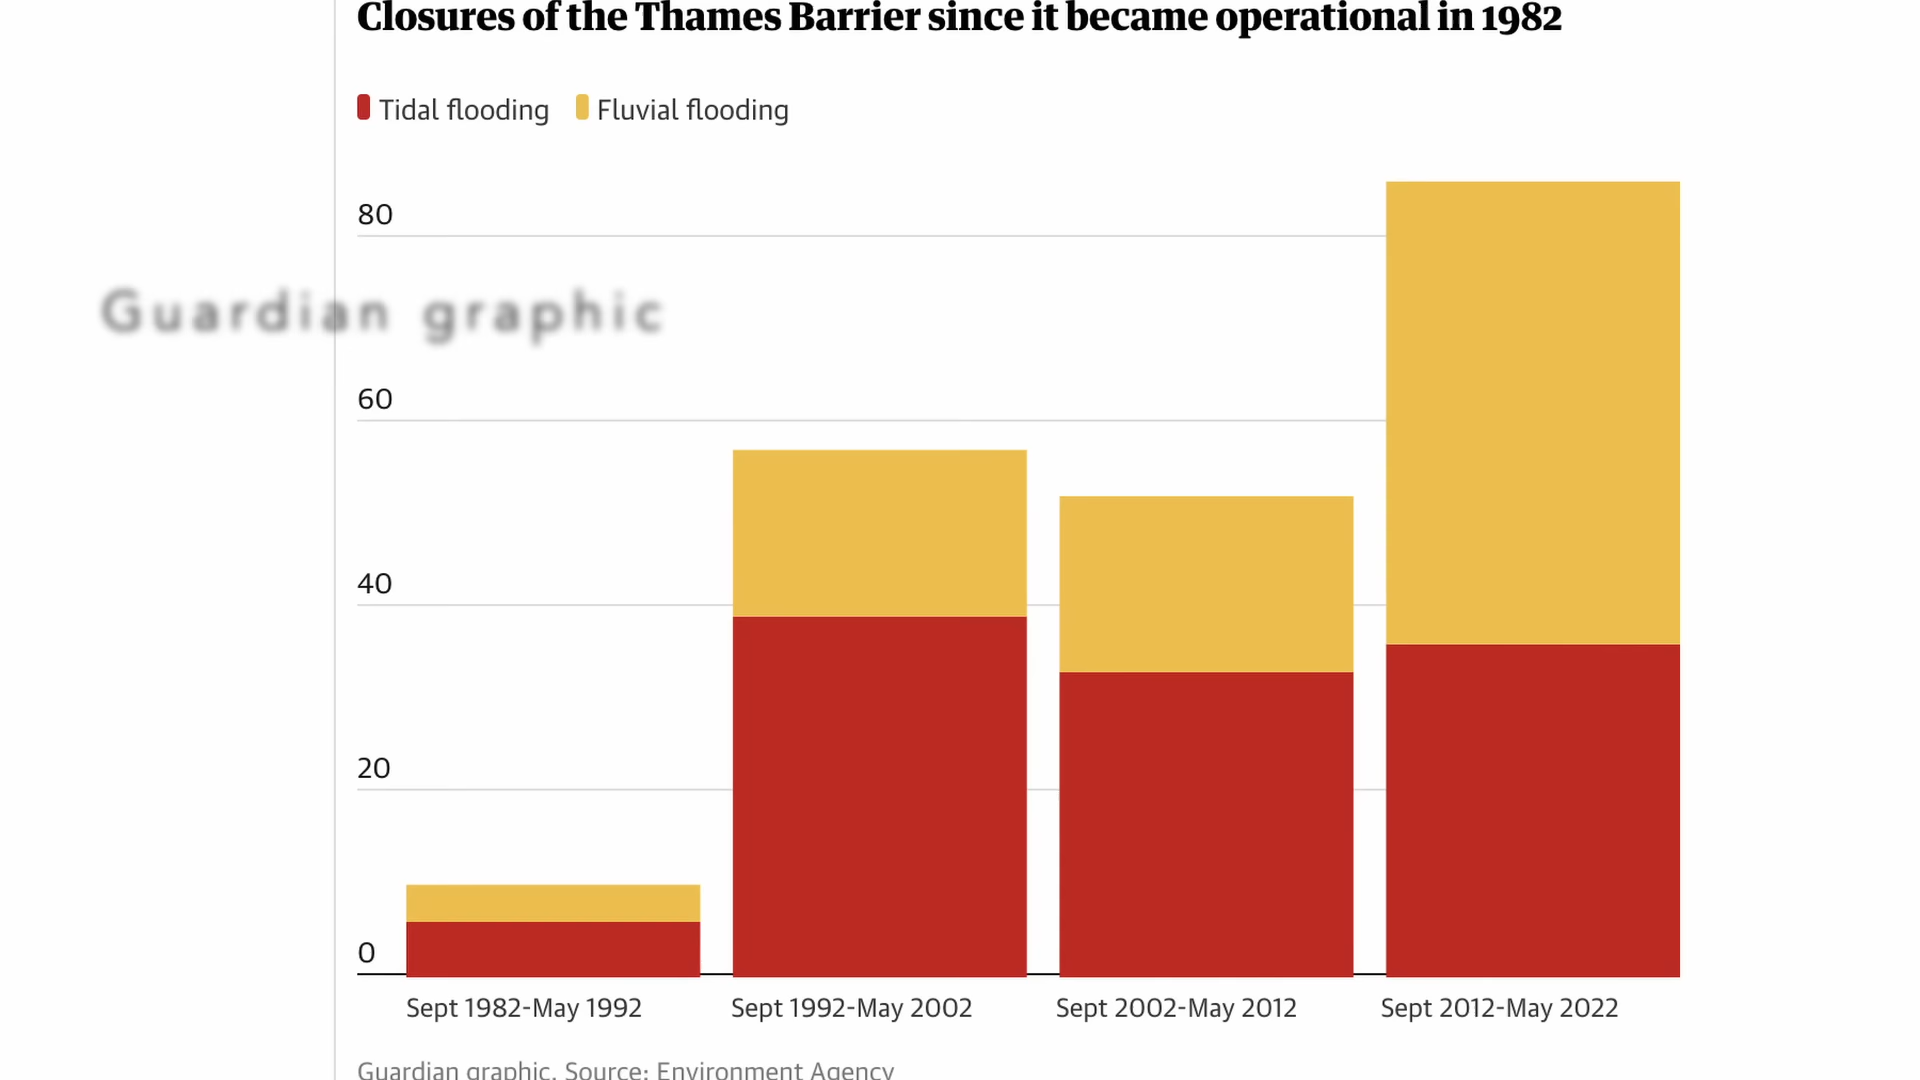 Closures of the Thames Barrier since it became operational in 1982
Tidal flooding Fluvial flooding
80
Guardian graphic
60
40
20
0
Sept 1982-May 1992 Sept 1992-May 2002 Sept 2002-May 2012 Sept 2012-May 2022
Guardian graphic. Source: Environment Agency